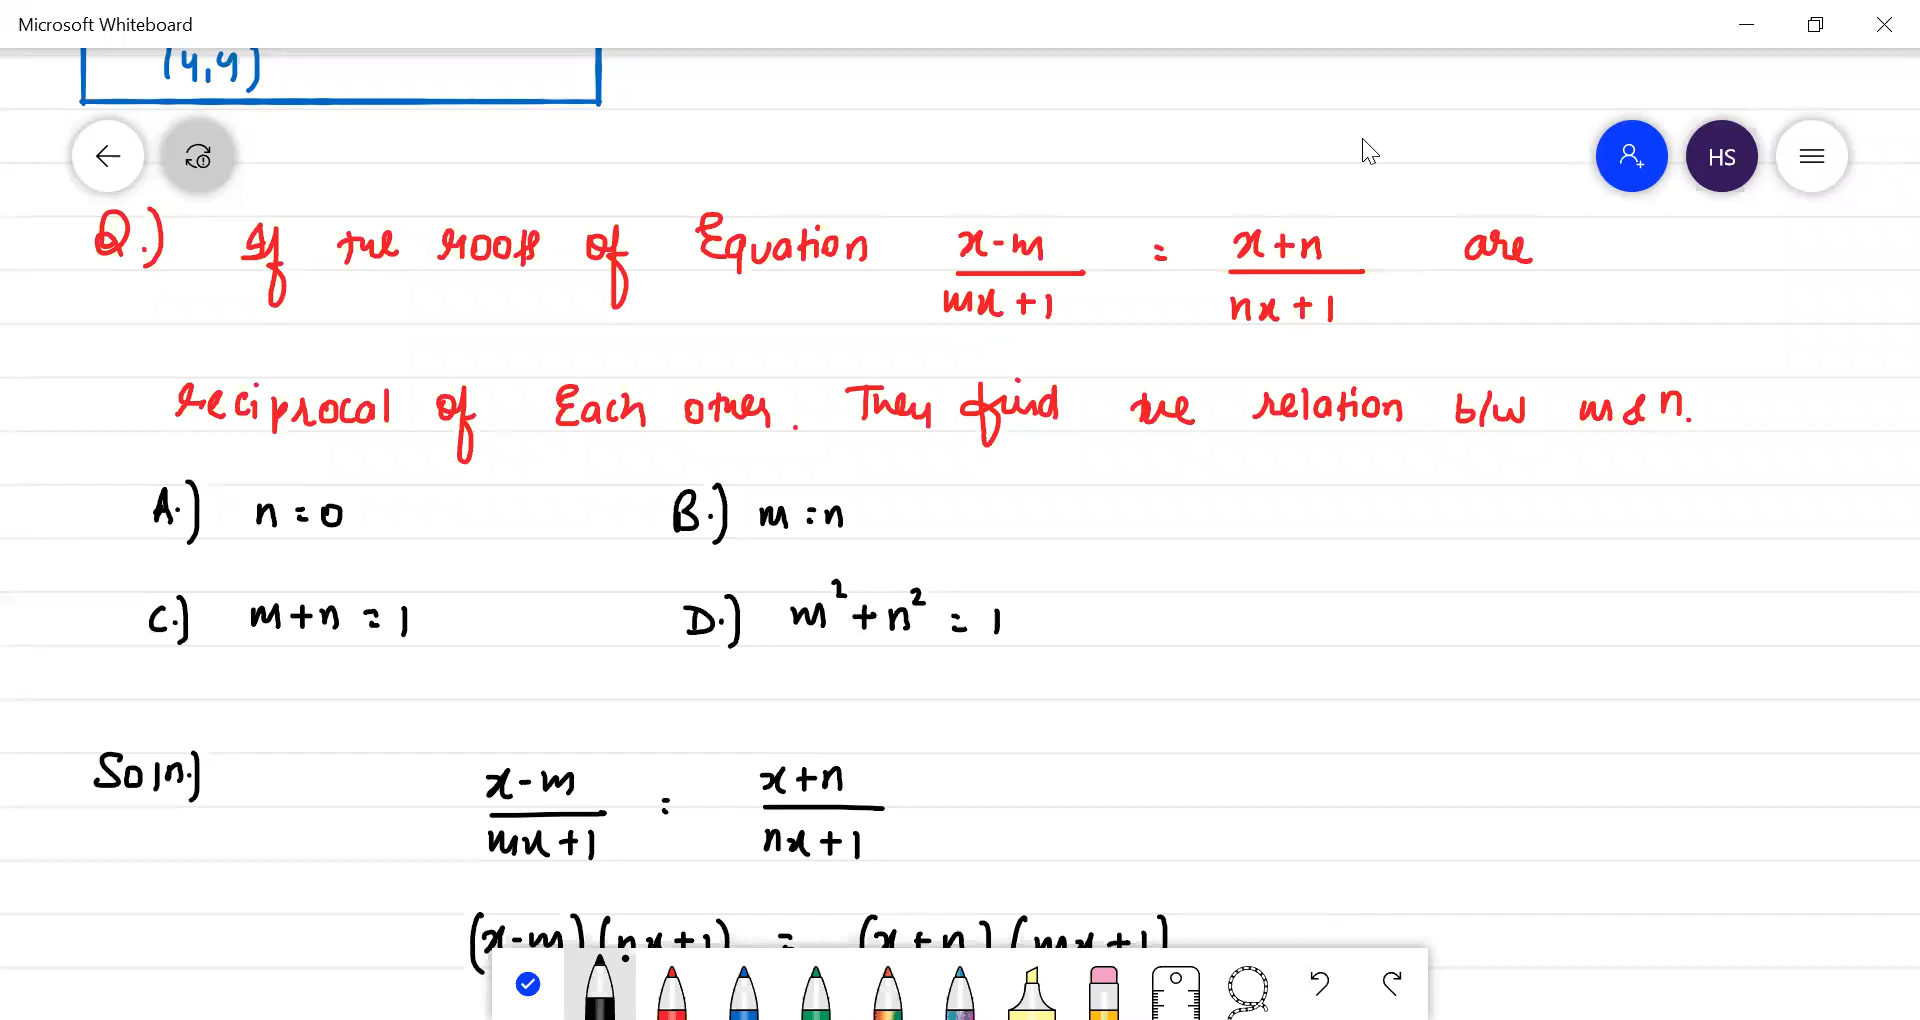 Microsoft Whiteboard
(4,4)
HS
Q.) If the roots of Equation x-m/mx+1 = x+n/nx+1 are
reciprocal of Each other. They find the relation b/w m & n.
A.) n = 0 B.) m = n
C.) m+n = 1 D.) m²+n² = 1
Soln.) x-m/mx+1 = x+n/nx+1
(x-m)(nx+1) = (x+n)(mx+1)